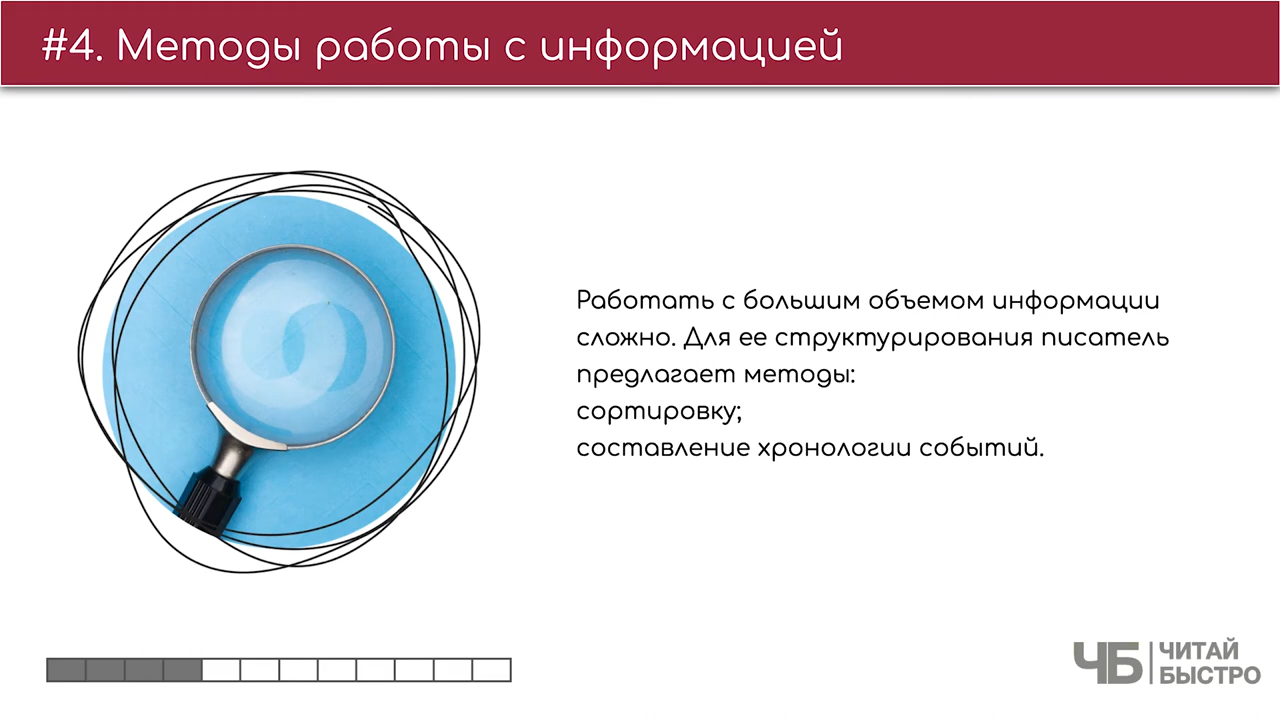 #4. Методы работы с информацией
Работать с большим объемом информации
сложно. Для ее структурирования писатель
предлагает методы:
сортировку;
составление хронологии событий.
ЧБ
ЧИТАЙ
БЫСТРО